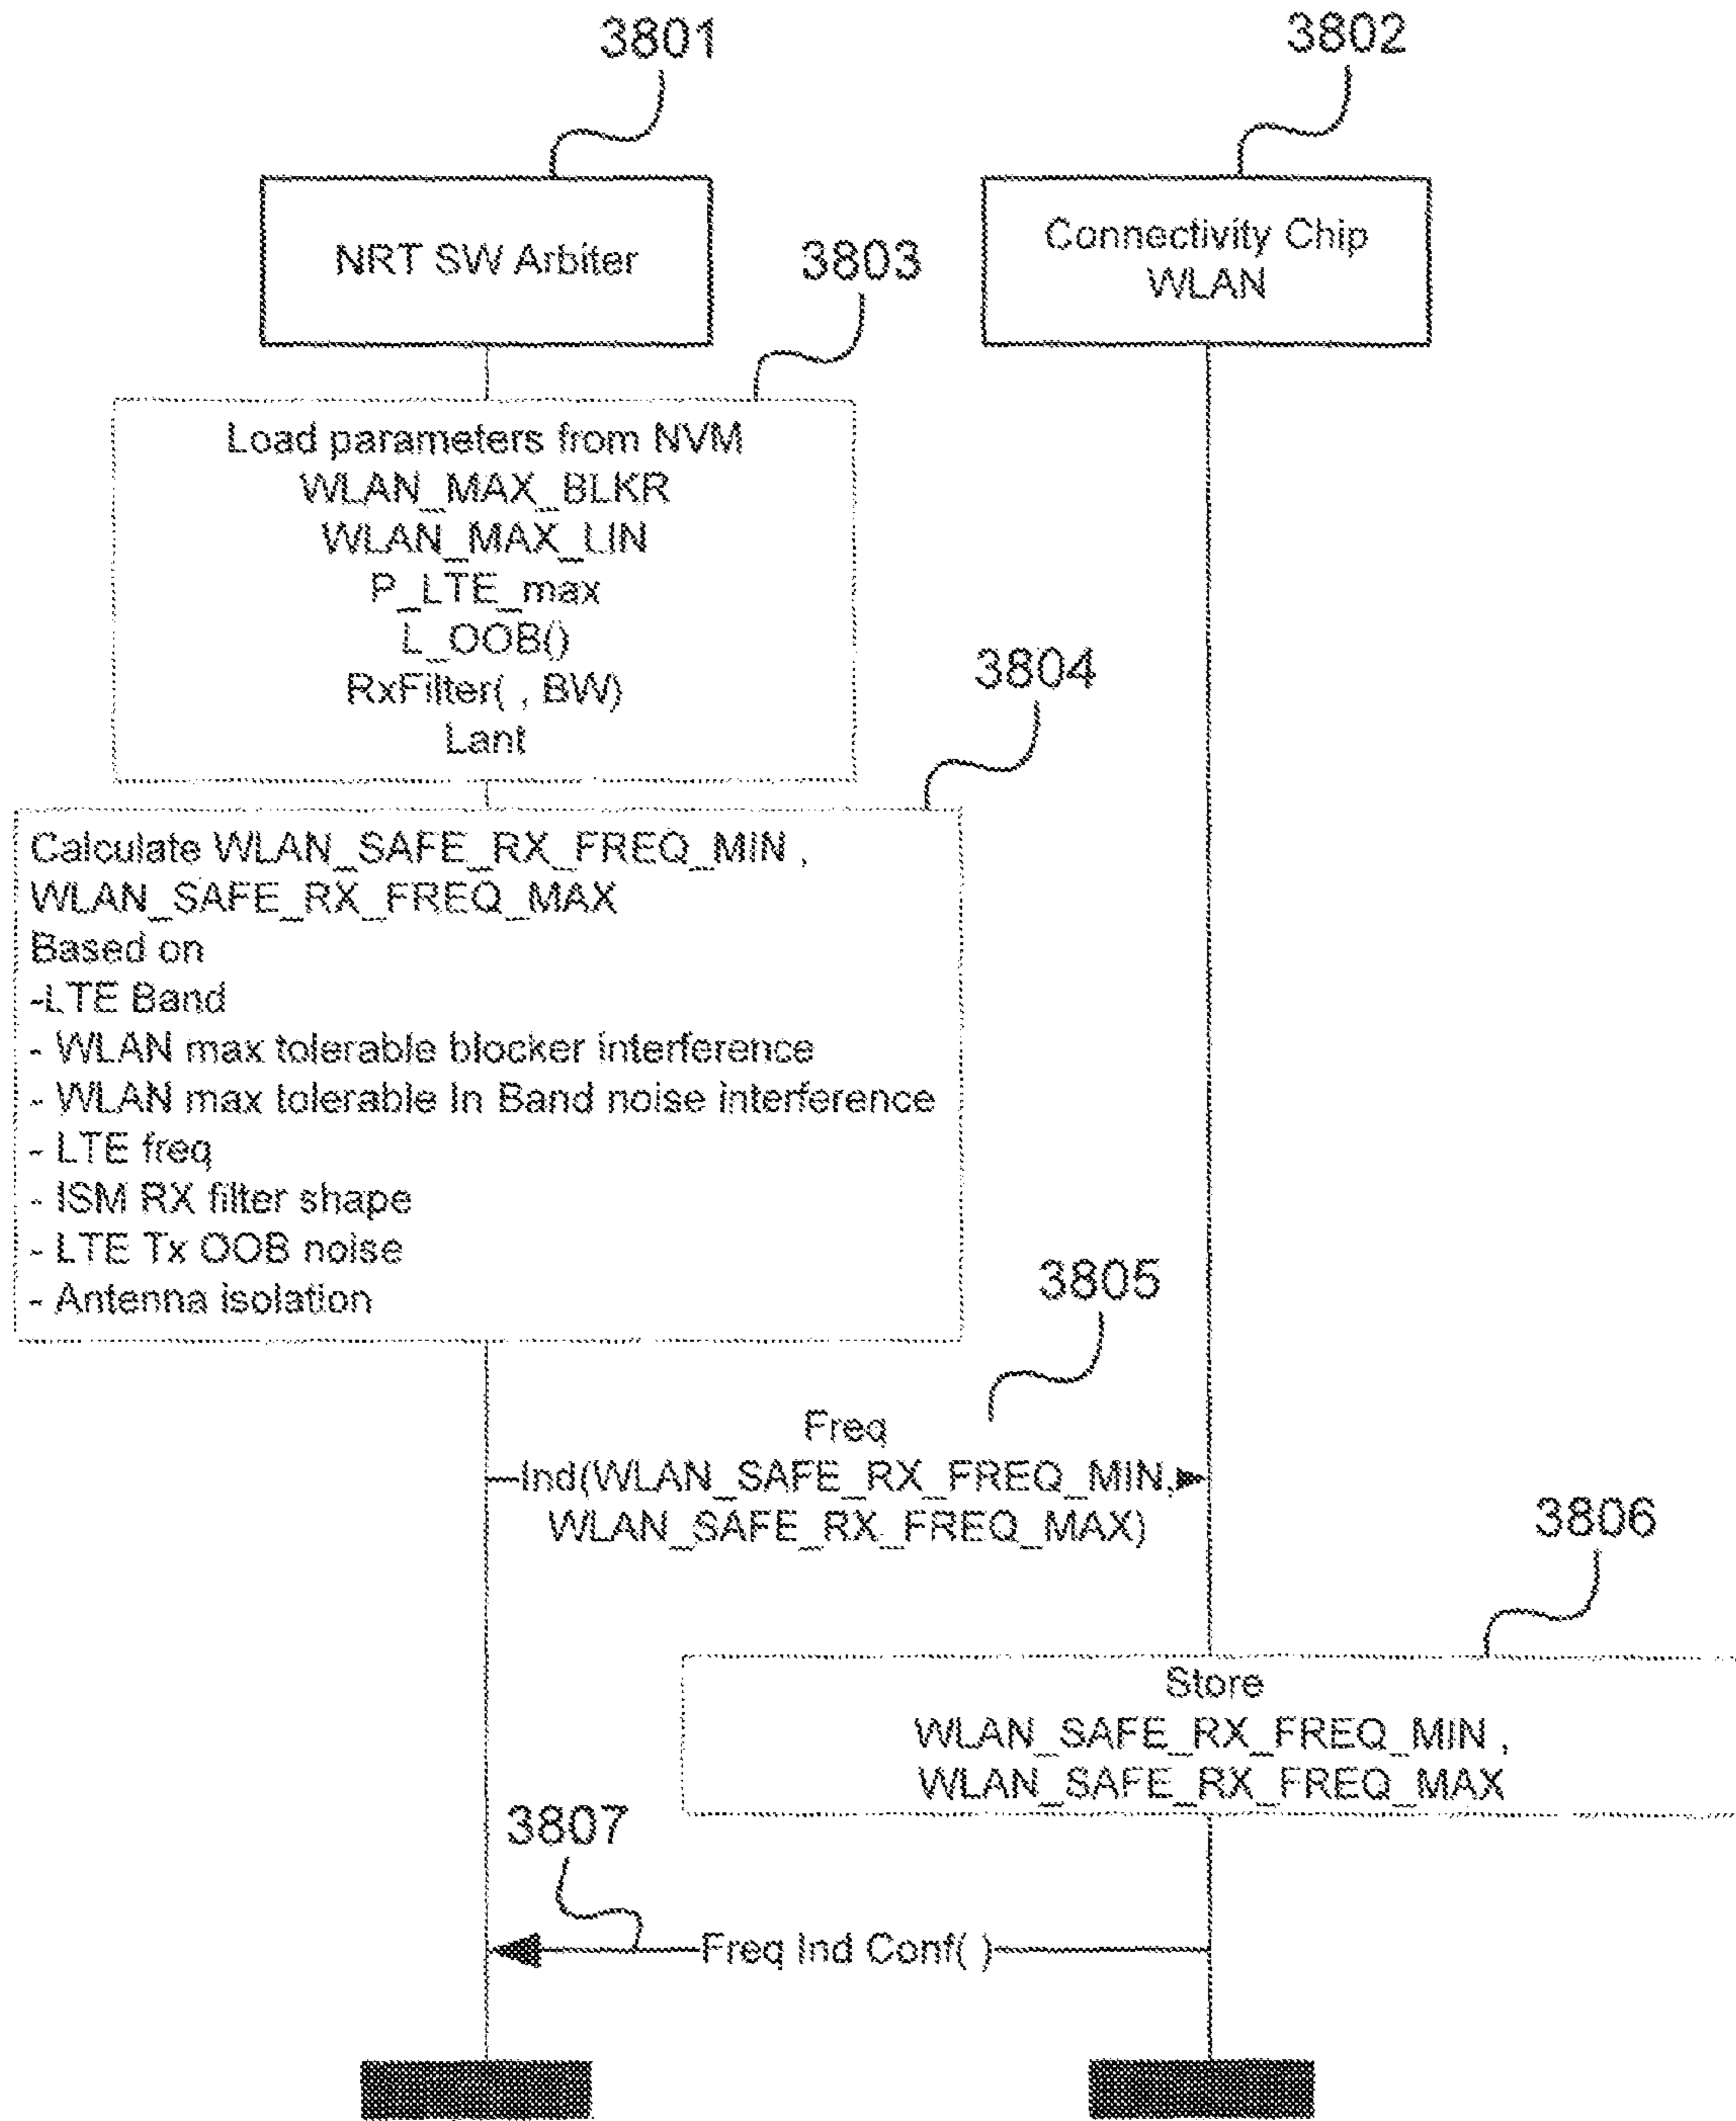 3801
3802
NRT SW Arbiter
Connectivity Chip
WLAN
3803
Load parameters from NVM
WLAN_MAX_BLKR
WLAN_MAX_LIN
P_LTE_max
L_OOB()
RxFilter( , BW)
Lant
3804
Calculate WLAN_SAFE_RX_FREQ_MIN ,
WLAN_SAFE_RX_FREQ_MAX
Based on
-LTE Band
- WLAN max tolerable blocker interference
- WLAN max tolerable In Band noise interference
- LTE freq
- ISM RX filter shape
- LTE Tx OOB noise
- Antenna isolation
3805
Freq
Ind(WLAN_SAFE_RX_FREQ_MIN,
WLAN_SAFE_RX_FREQ_MAX)
3806
Store
WLAN_SAFE_RX_FREQ_MIN ,
WLAN_SAFE_RX_FREQ_MAX
3807
Freq Ind Conf( )